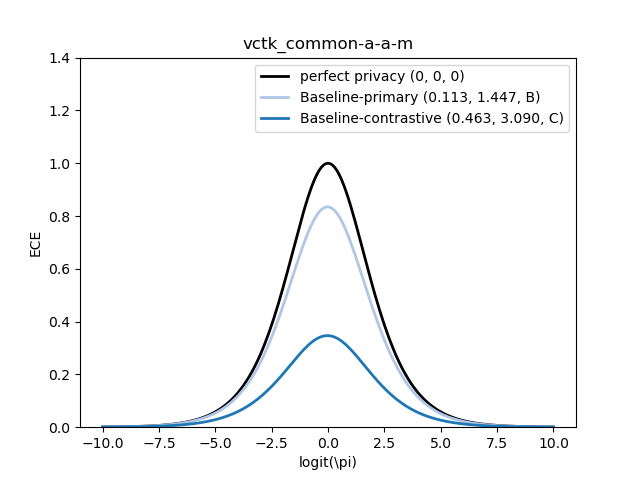 vctk_common-a-a-m
perfect privacy (0, 0, 0)
Baseline-primary (0.113, 1.447, B)
Baseline-contrastive (0.463, 3.090, C)
ECE
1.4
1.2
1.0
0.8
0.6
0.4
0.2
0.0
−10.0 −7.5 −5.0 −2.5 0.0 2.5 5.0 7.5 10.0
logit(\pi)